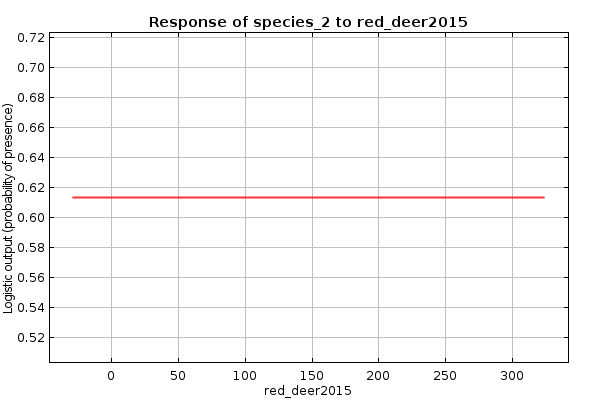 Response of species_2 to red_deer2015
Logistic output (probability of presence)
0.72
0.70
0.68
0.66
0.64
0.62
0.60
0.58
0.56
0.54
0.52
0 50 100 150 200 250 300
red_deer2015